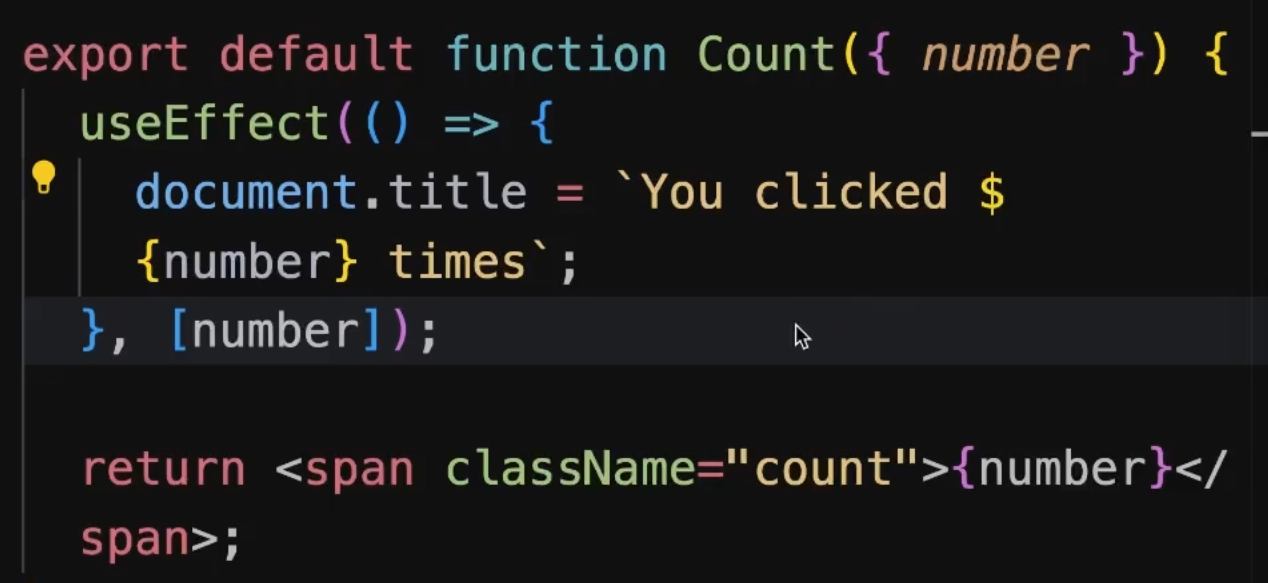 export default function Count({ number }) {
useEffect(() => {
document.title = `You clicked $
{number} times`;
}, [number]);
return <span className="count">{number}</
span>;